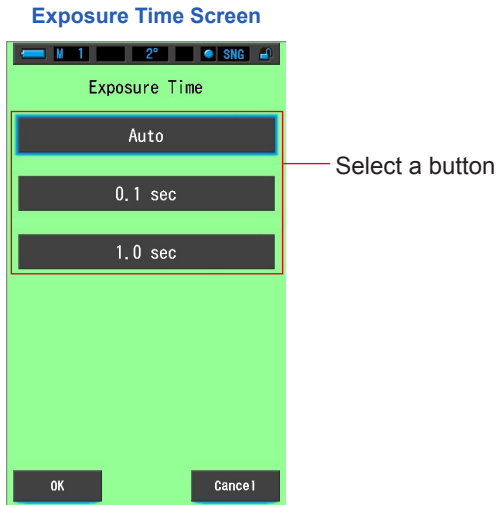 Exposure Time Screen
M 1 2° SNG
Exposure Time
Auto
Select a button
0.1 sec
1.0 sec
OK Cancel